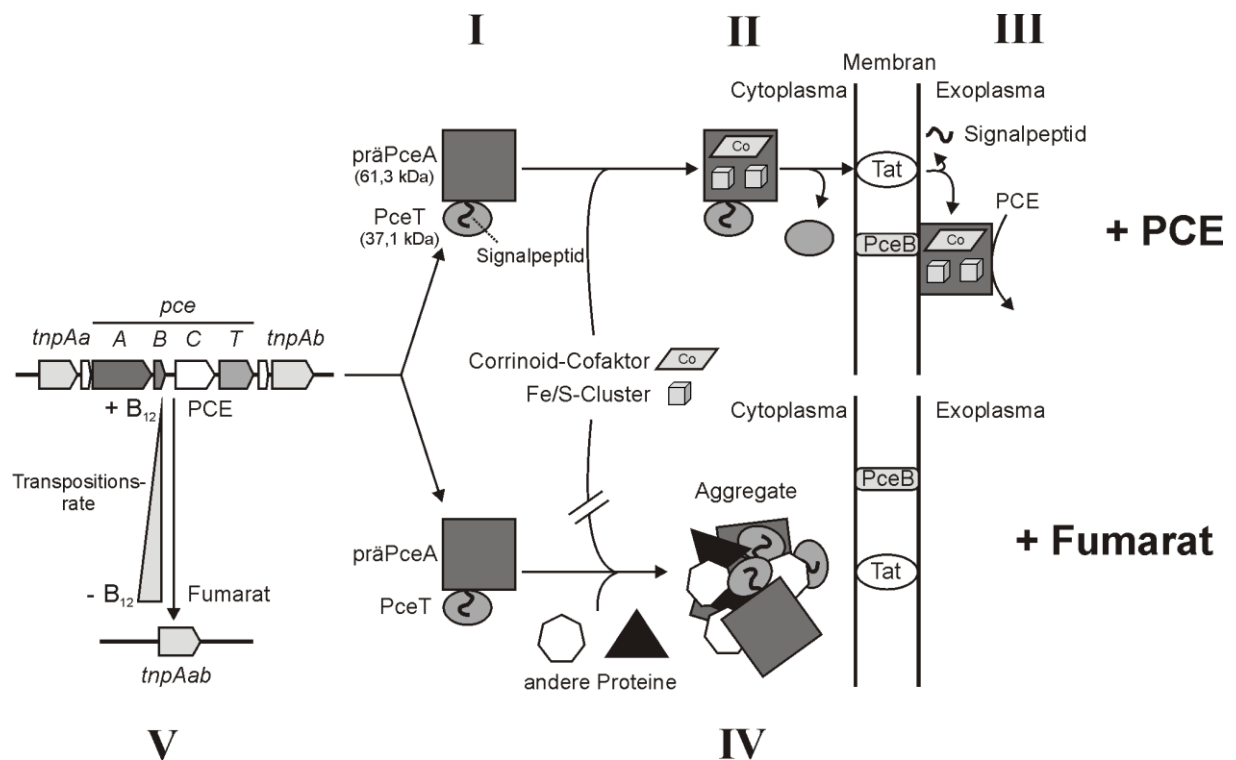 I
II
III
Membran
Cytoplasma
Exoplasma
Co
Signalpeptid
präPceA
(61,3 kDa)
Tat
PceT
(37,1 kDa)
Signalpeptid
PCE
PceB
Co
+ PCE
pce
tnpAa A B C T tnpAb
Corrinoid-Cofaktor Co
Fe/S-Cluster
+ B12 PCE
Cytoplasma
Exoplasma
Transpositions-
rate
PceB
Aggregate
+ Fumarat
präPceA
Tat
- B12 Fumarat
PceT
tnpAab
andere Proteine
V
IV